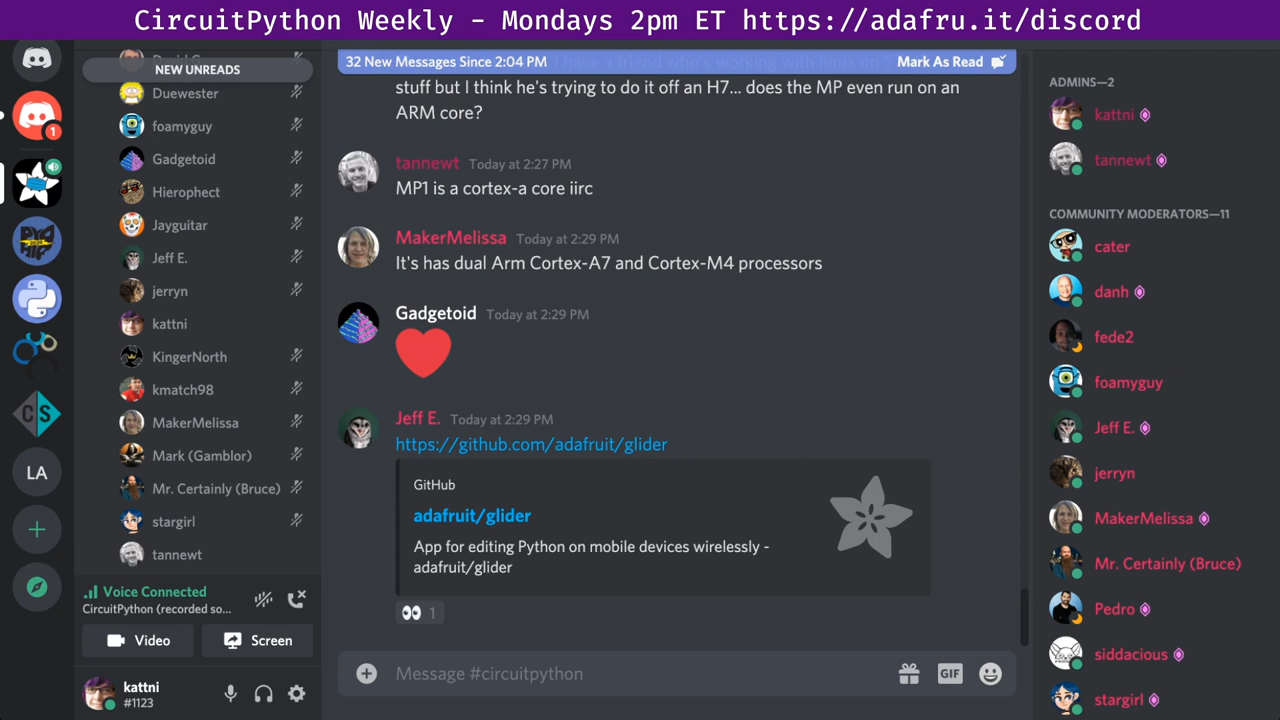 CircuitPython Weekly - Mondays 2pm ET https://adafru.it/discord
NEW UNREADS
Duewester
foamyguy
Gadgetoid
Hierophect
Jayguitar
Jeff E.
jerryn
kattni
KingerNorth
kmatch98
MakerMelissa
Mark (Gamblor)
Mr. Certainly (Bruce)
stargirl
tannewt
Voice Connected
CircuitPython (recorded so...
Video
Screen
kattni
#1123
1
LA
CS
32 New Messages Since 2:04 PM
Mark As Read
stuff but I think he's trying to do it off an H7... does the MP even run on an
ARM core?
tannewt Today at 2:27 PM
MP1 is a cortex-a core iirc
MakerMelissa Today at 2:29 PM
It's has dual Arm Cortex-A7 and Cortex-M4 processors
Gadgetoid Today at 2:29 PM
Jeff E. Today at 2:29 PM
https://github.com/adafruit/glider
GitHub
adafruit/glider
App for editing Python on mobile devices wirelessly -
adafruit/glider
1
Message #circuitpython
GIF
ADMINS—2
kattni
tannewt
COMMUNITY MODERATORS—11
cater
danh
fede2
foamyguy
Jeff E.
jerryn
MakerMelissa
Mr. Certainly (Bruce)
Pedro
siddacious
stargirl